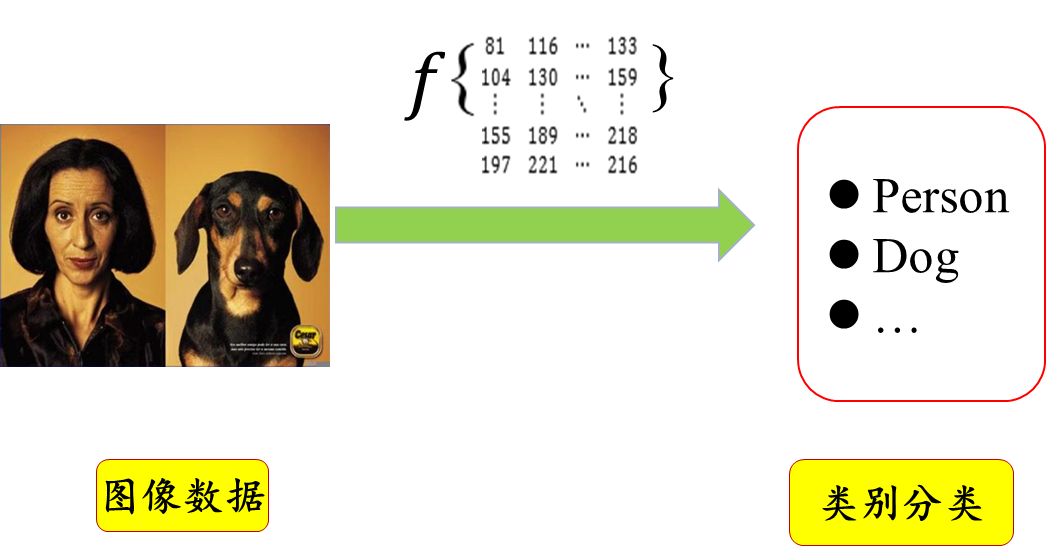 f { 81 116 ··· 133 }
104 130 ··· 159
⋮ ⋮ ⋱ ⋮
155 189 ··· 218
197 221 ··· 216
Cesar
● Person
● Dog
● …
图像数据
类别分类